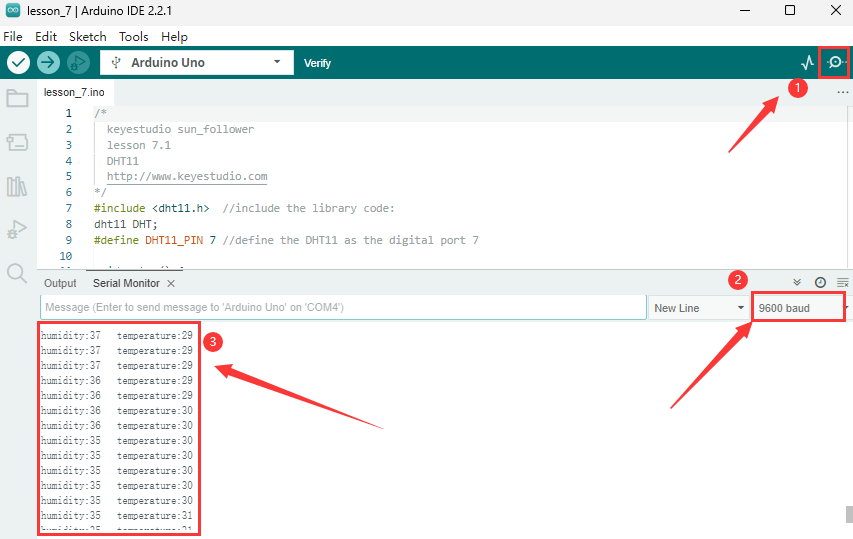 lesson_7 | Arduino IDE 2.2.1
File Edit Sketch Tools Help
Arduino Uno Verify
1
lesson_7.ino
1 /*
2 keyestudio sun_follower
3 lesson 7.1
4 DHT11
5 http://www.keyestudio.com
6 */
7 #include <dht11.h> //include the library code:
8 dht11 DHT;
9 #define DHT11_PIN 7 //define the DHT11 as the digital port 7
10
Output Serial Monitor
2
Message (Enter to send message to 'Arduino Uno' on 'COM4') New Line 9600 baud
3
humidity:37 temperature:29
humidity:37 temperature:29
humidity:37 temperature:29
humidity:36 temperature:29
humidity:36 temperature:29
humidity:36 temperature:30
humidity:36 temperature:30
humidity:35 temperature:30
humidity:35 temperature:30
humidity:35 temperature:30
humidity:35 temperature:30
humidity:35 temperature:30
humidity:35 temperature:31